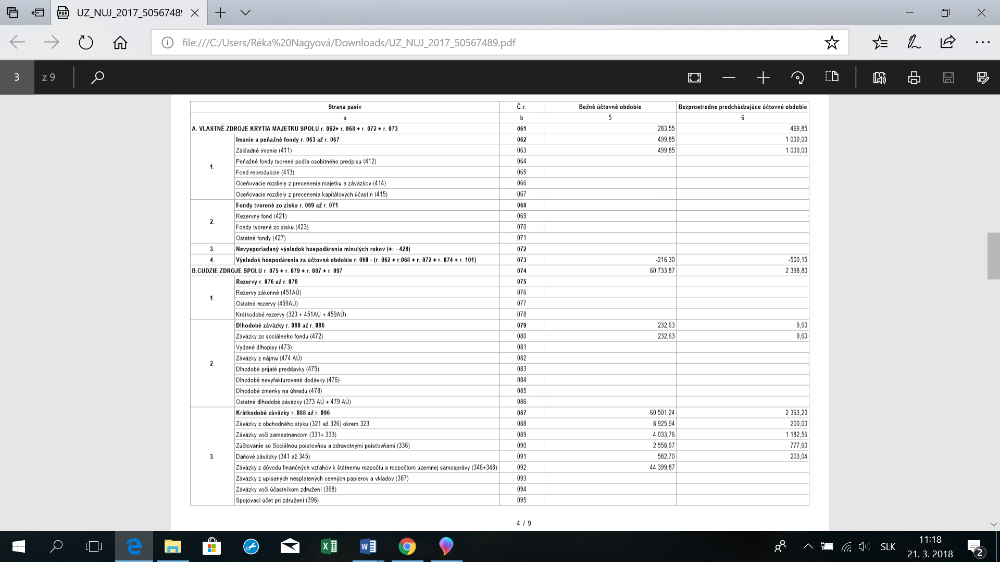 UZ_NUJ_2017_5056748
file:///C:/Users/Réka%20Nagyová/Downloads/UZ_NUJ_2017_50567489.pdf
3 z 9
Strana pasív Č.r. Bežné účtovné obdobie Bezprostredne predchádzajúce účtovné obdobie
a b 5 6
A. VLASTNÉ ZDROJE KRYTIA MAJETKU SPOLU r. 062+ r. 068 + r. 072 + r. 073 061 283,55 499,85
1.
Imanie a peňažné fondy r. 063 až r. 067 062 499,85 1 000,00
Základné imanie (411) 063 499,85 1 000,00
Peňažné fondy tvorené podľa osobitného predpisu (412) 064
Fond reprodukcie (413) 065
Oceňovacie rozdiely z precenenia majetku a záväzkov (414) 066
Oceňovacie rozdiely z precenenia kapitálových účastín (415) 067
2.
Fondy tvorené zo zisku r. 069 až r. 071 068
Rezervný fond (421) 069
Fondy tvorené zo zisku (423) 070
Ostatné fondy (427) 071
3. Nevysporiadaný výsledok hospodárenia minulých rokov (+; - 428) 072
4. Výsledok hospodárenia za účtovné obdobie r. 060 - (r. 062 + r.068 + r. 072 + r. 074 + r. 101) 073 -216,30 -500,15
B.CUDZIE ZDROJE SPOLU r. 075 + r. 079 + r. 087 + r. 097 074 60 733,87 2 398,80
1.
Rezervy r. 076 až r. 078 075
Rezervy zákonné (451AÚ) 076
Ostatné rezervy (459AÚ) 077
Krátkodobé rezervy (323 + 451AÚ + 459AÚ) 078
2.
Dlhodobé záväzky r. 080 až r. 086 079 232,63 9,60
Záväzky zo sociálneho fondu (472) 080 232,63 9,60
Vydané dlhopisy (473) 081
Záväzky z nájmu (474 AÚ) 082
Dlhodobé prijaté preddavky (475) 083
Dlhodobé nevyfakturované dodávky (476) 084
Dlhodobé zmenky na úhradu (478) 085
Ostatné dlhodobé záväzky (373 AÚ + 479 AÚ) 086
3.
Krátkodobé záväzky r. 088 až r. 096 087 60 501,24 2 363,20
Záväzky z obchodného styku (321 až 326) okrem 323 088 8 925,94 200,00
Záväzky voči zamestnancom (331+ 333) 089 4 033,76 1 182,56
Zúčtovanie so Sociálnou poisťovňou a zdravotnými poisťovňami (336) 090 2 558,97 777,60
Daňové záväzky (341 až 345) 091 582,70 203,04
Záväzky z dôvodu finančných vzťahov k štátnemu rozpočtu a rozpočtom územnej samosprávy (346+348) 092 44 399,87
Záväzky z upísaných nesplatených cenných papierov a vkladov (367) 093
Záväzky voči účastníkom združení (368) 094
Spojovací účet pri združení (396) 095
4 / 9
SLK
11:18
21. 3. 2018
2